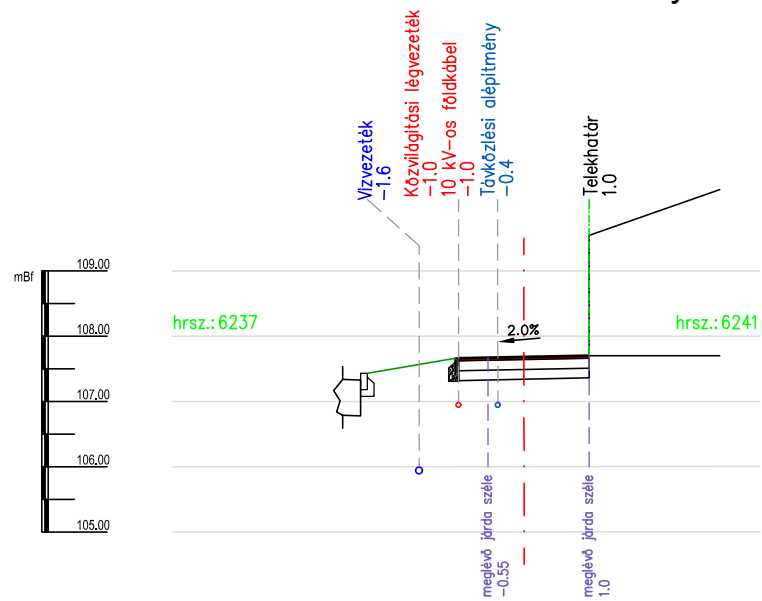 Vízvezeték
-1.6
Közvilágítási légvezeték
-1.0
10 kV-os földkábel
-1.0
Távközlési alépítmény
-0.4
Telekhatár
1.0
mBf
109.00
108.00
107.00
106.00
105.00
hrsz.: 6237
2.0%
hrsz.: 6241
meglévő járda széle
-0.55
meglévő járda széle
1.0